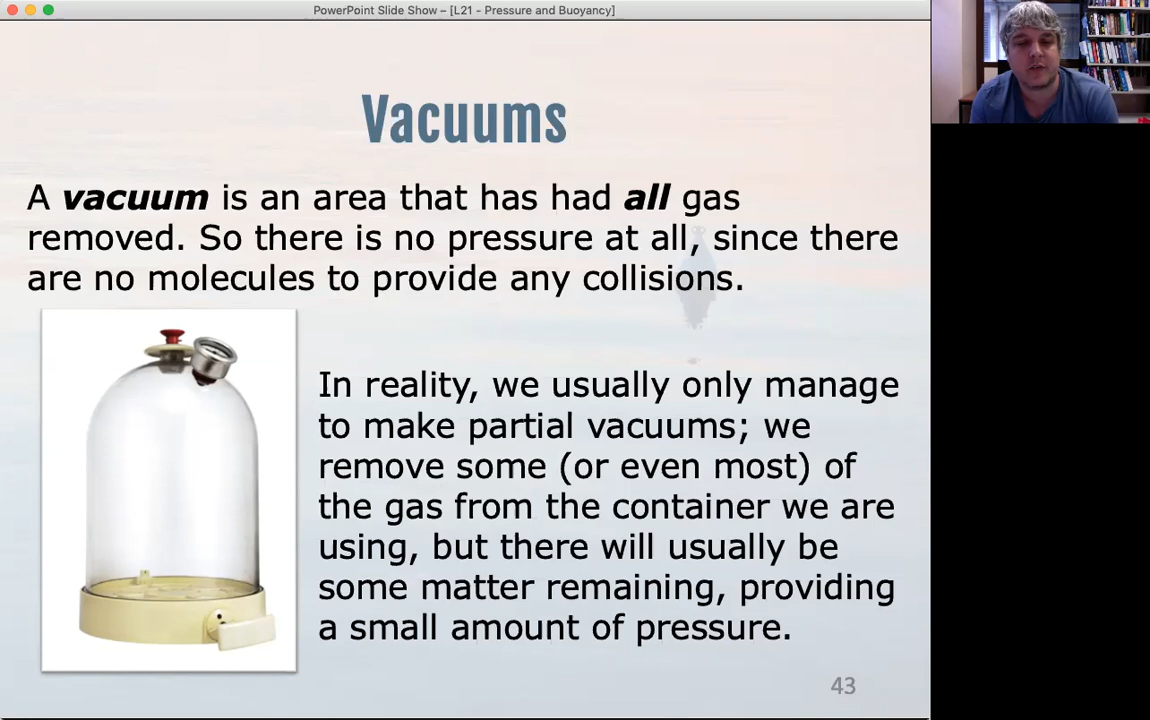 PowerPoint Slide Show – [L21 - Pressure and Buoyancy]
Vacuums
A vacuum is an area that has had all gas
removed. So there is no pressure at all, since there
are no molecules to provide any collisions.
In reality, we usually only manage
to make partial vacuums; we
remove some (or even most) of
the gas from the container we are
using, but there will usually be
some matter remaining, providing
a small amount of pressure.
43